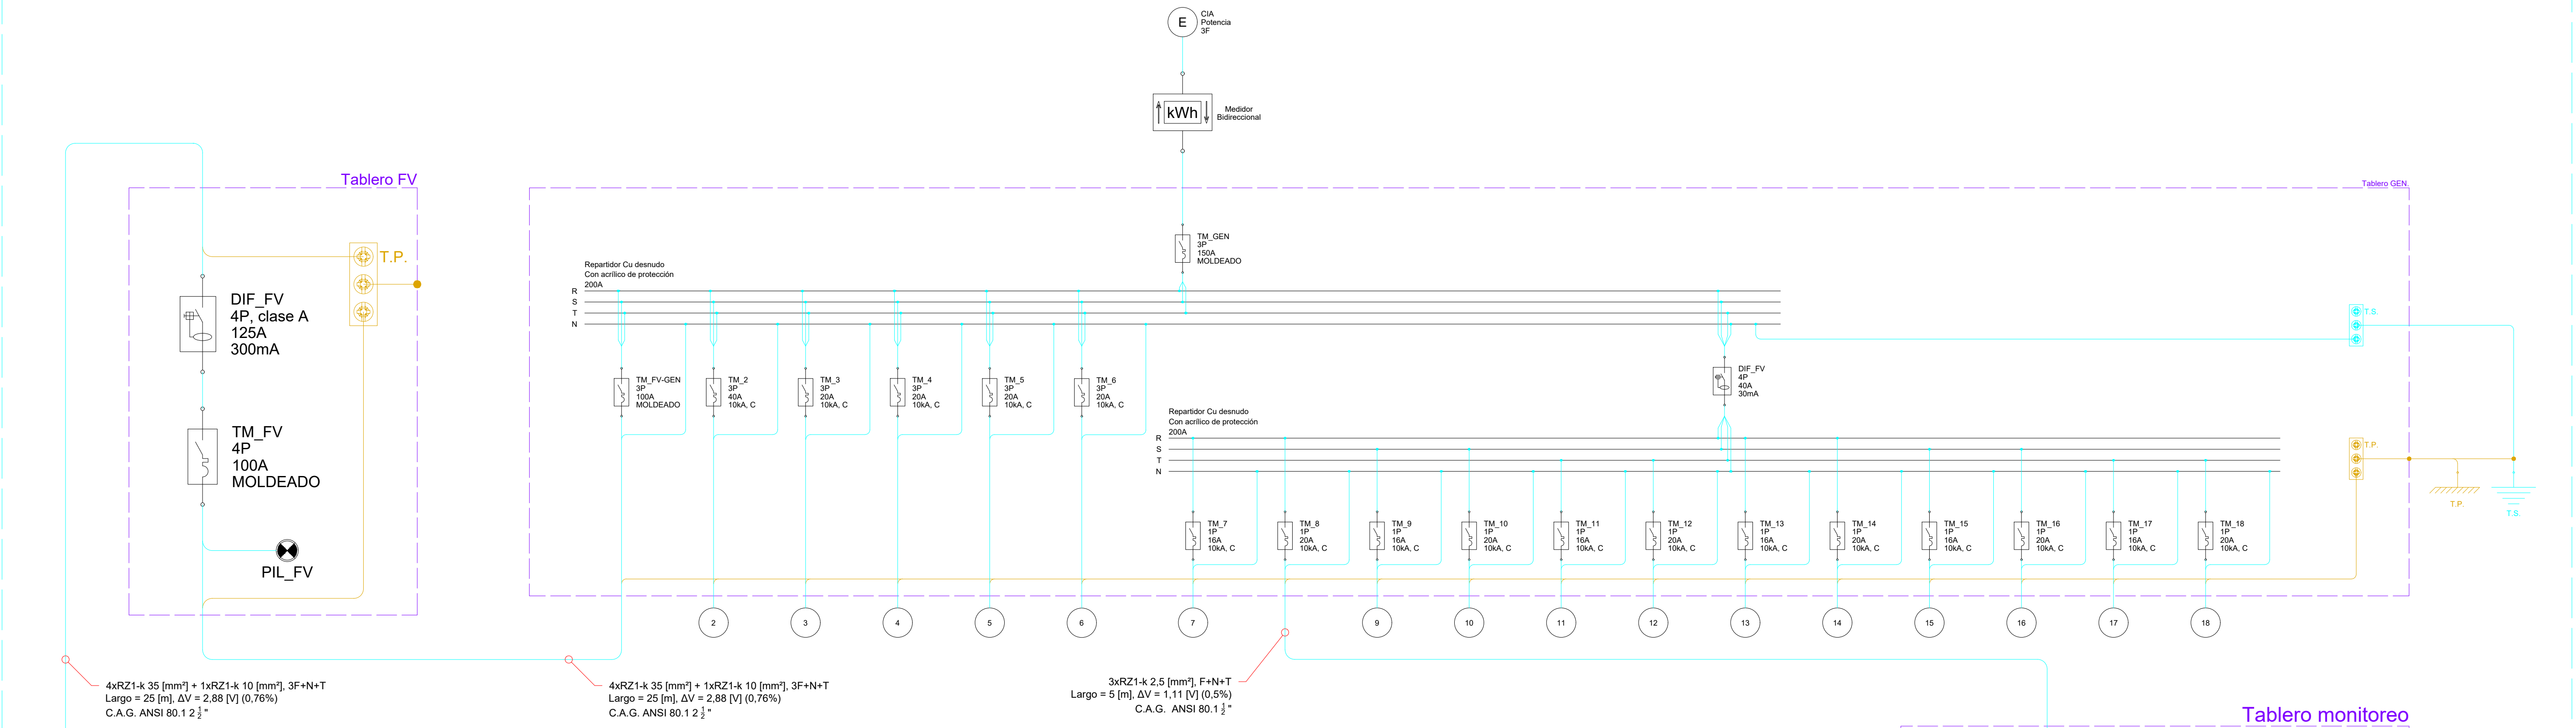 E
CIA
Potencia
3F
kWh
Medidor
Bidireccional
Tablero FV
T.P.
DIF_FV
4P, clase A
125A
300mA
TM_FV
4P
100A
MOLDEADO
PIL_FV
Tablero GEN.
TM_GEN
3P
150A
MOLDEADO
Repartidor Cu desnudo
Con acrílico de protección
200A
R
S
T
N
TM_FV-GEN
3P
100A
MOLDEADO
TM_2
3P
40A
10kA, C
TM_3
3P
20A
10kA, C
TM_4
3P
20A
10kA, C
TM_5
3P
20A
10kA, C
TM_6
3P
20A
10kA, C
DIF_FV
4P
40A
30mA
T.S.
Repartidor Cu desnudo
Con acrílico de protección
200A
R
S
T
N
T.P.
T.P.
T.S.
TM_7
1P
16A
10kA, C
TM_8
1P
20A
10kA, C
TM_9
1P
16A
10kA, C
TM_10
1P
20A
10kA, C
TM_11
1P
16A
10kA, C
TM_12
1P
20A
10kA, C
TM_13
1P
16A
10kA, C
TM_14
1P
20A
10kA, C
TM_15
1P
16A
10kA, C
TM_16
1P
20A
10kA, C
TM_17
1P
16A
10kA, C
TM_18
1P
20A
10kA, C
2
3
4
5
6
7
9
10
11
12
13
14
15
16
17
18
4xRZ1-k 35 [mm²] + 1xRZ1-k 10 [mm²], 3F+N+T
Largo = 25 [m], ΔV = 2,88 [V] (0,76%)
C.A.G. ANSI 80.1 2 ½ "
4xRZ1-k 35 [mm²] + 1xRZ1-k 10 [mm²], 3F+N+T
Largo = 25 [m], ΔV = 2,88 [V] (0,76%)
C.A.G. ANSI 80.1 2 ½ "
3xRZ1-k 2,5 [mm²], F+N+T
Largo = 5 [m], ΔV = 1,11 [V] (0,5%)
C.A.G. ANSI 80.1 ½ "
Tablero monitoreo